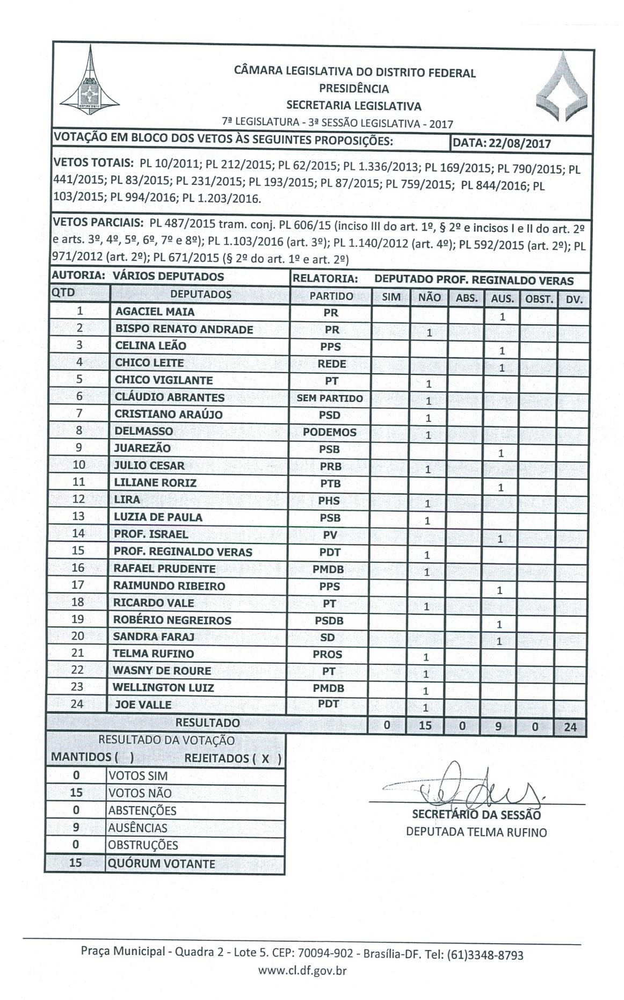 CÂMARA LEGISLATIVA DO DISTRITO FEDERAL
PRESIDÊNCIA
SECRETARIA LEGISLATIVA
7ª LEGISLATURA - 3ª SESSÃO LEGISLATIVA - 2017
VOTAÇÃO EM BLOCO DOS VETOS ÀS SEGUINTES PROPOSIÇÕES: DATA: 22/08/2017
VETOS TOTAIS: PL 10/2011; PL 212/2015; PL 62/2015; PL 1.336/2013; PL 169/2015; PL 790/2015; PL
441/2015; PL 83/2015; PL 231/2015; PL 193/2015; PL 87/2015; PL 759/2015; PL 844/2016; PL
103/2015; PL 994/2016; PL 1.203/2016.
VETOS PARCIAIS: PL 487/2015 tram. conj. PL 606/15 (inciso III do art. 1º, § 2º e incisos I e II do art. 2º
e arts. 3º, 4º, 5º, 6º, 7º e 8º); PL 1.103/2016 (art. 3º); PL 1.140/2012 (art. 4º); PL 592/2015 (art. 2º); PL
971/2012 (art. 2º); PL 671/2015 (§ 2º do art. 1º e art. 2º)
AUTORIA: VÁRIOS DEPUTADOS RELATORIA: DEPUTADO PROF. REGINALDO VERAS
QTD DEPUTADOS PARTIDO SIM NÃO ABS. AUS. OBST. DV.
1 AGACIEL MAIA PR 1
2 BISPO RENATO ANDRADE PR 1
3 CELINA LEÃO PPS 1
4 CHICO LEITE REDE 1
5 CHICO VIGILANTE PT 1
6 CLÁUDIO ABRANTES SEM PARTIDO 1
7 CRISTIANO ARAÚJO PSD 1
8 DELMASSO PODEMOS 1
9 JUAREZÃO PSB 1
10 JULIO CESAR PRB 1
11 LILIANE RORIZ PTB 1
12 LIRA PHS 1
13 LUZIA DE PAULA PSB 1
14 PROF. ISRAEL PV 1
15 PROF. REGINALDO VERAS PDT 1
16 RAFAEL PRUDENTE PMDB 1
17 RAIMUNDO RIBEIRO PPS 1
18 RICARDO VALE PT 1
19 ROBÉRIO NEGREIROS PSDB 1
20 SANDRA FARAJ SD 1
21 TELMA RUFINO PROS 1
22 WASNY DE ROURE PT 1
23 WELLINGTON LUIZ PMDB 1
24 JOE VALLE PDT 1
RESULTADO 0 15 0 9 0 24
RESULTADO DA VOTAÇÃO
MANTIDOS ( ) REJEITADOS ( X )
0 VOTOS SIM
15 VOTOS NÃO
0 ABSTENÇÕES
9 AUSÊNCIAS
0 OBSTRUÇÕES
15 QUÓRUM VOTANTE
SECRETÁRIO DA SESSÃO
DEPUTADA TELMA RUFINO
Praça Municipal - Quadra 2 - Lote 5. CEP: 70094-902 - Brasília-DF. Tel: (61)3348-8793
www.cl.df.gov.br